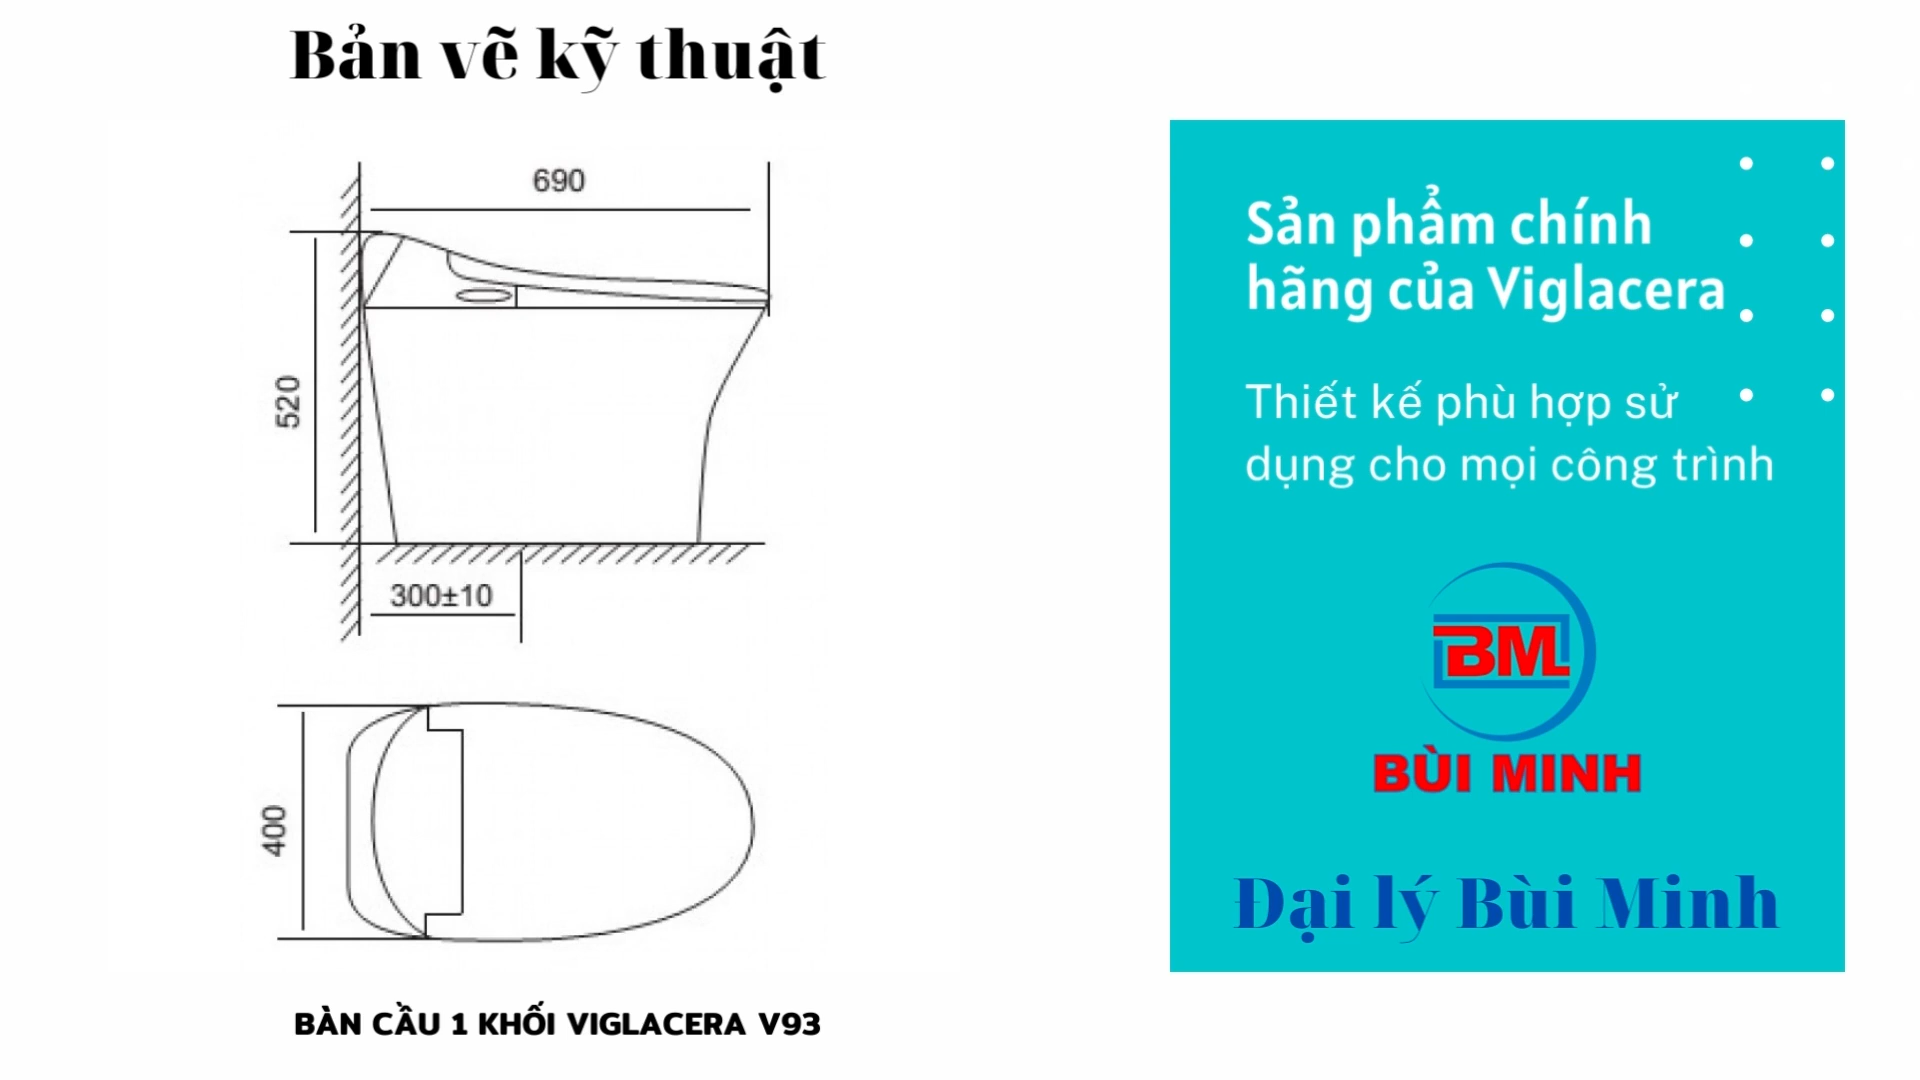 Bản vẽ kỹ thuật
690
520
300±10
400
BÀN CẦU 1 KHỐI VIGLACERA V93
Sản phẩm chính
hãng của Viglacera
Thiết kế phù hợp sử
dụng cho mọi công trình
BM
BÙI MINH
Đại lý Bùi Minh